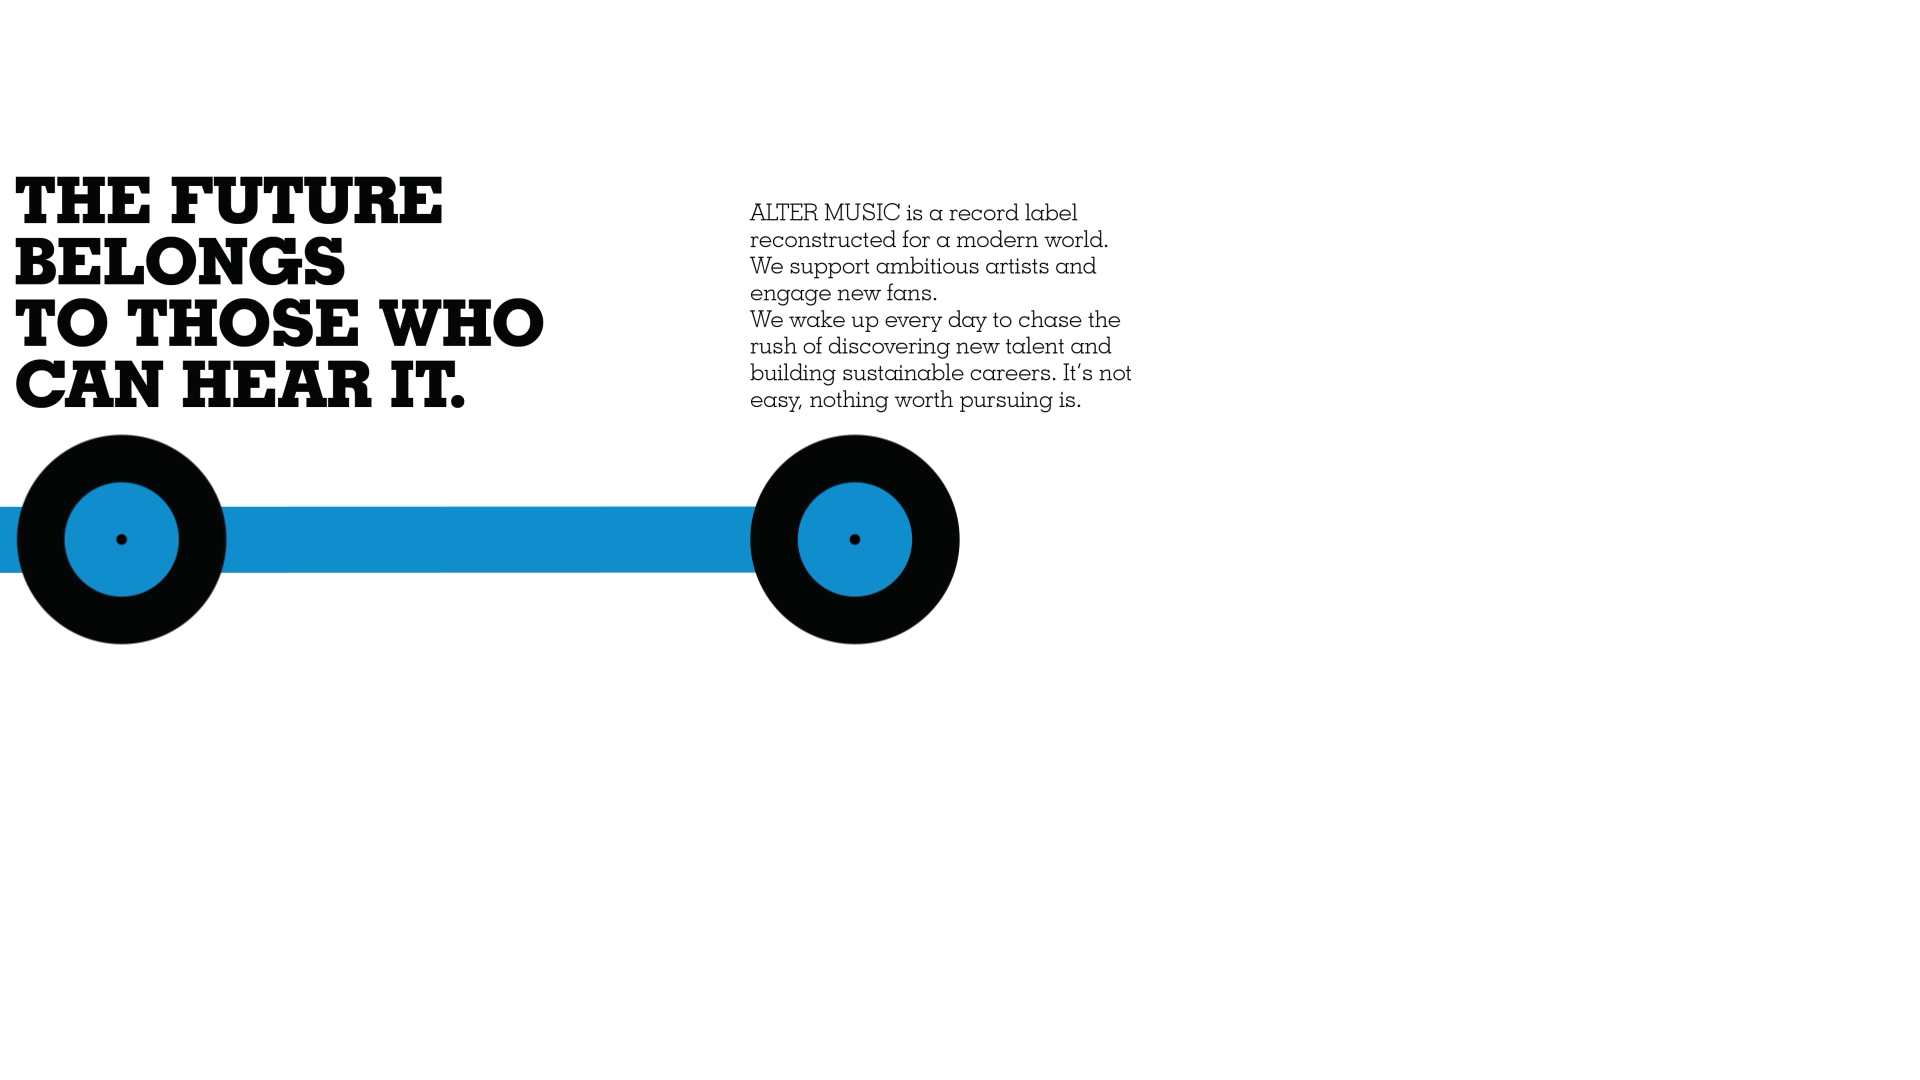 THE FUTURE
BELONGS
TO THOSE WHO
CAN HEAR IT.
ALTER MUSIC is a record label
reconstructed for a modern world.
We support ambitious artists and
engage new fans.
We wake up every day to chase the
rush of discovering new talent and
building sustainable careers. It’s not
easy, nothing worth pursuing is.